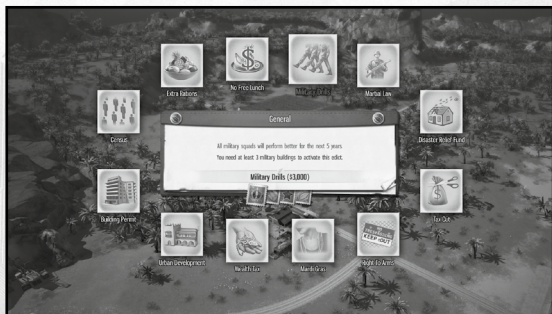 Extra Rations
No Free Lunch
Military Drills
Martial Law
Census
General
Disaster Relief Fund
All military squads will perform better for the next 5 years
You need at least 3 military buildings to activate this edict.
Military Drills ($3,000)
Building Permit
Tax Cut
Urban Development
Wealth Tax
Mardi Gras
KEEP OUT
Right To Arms